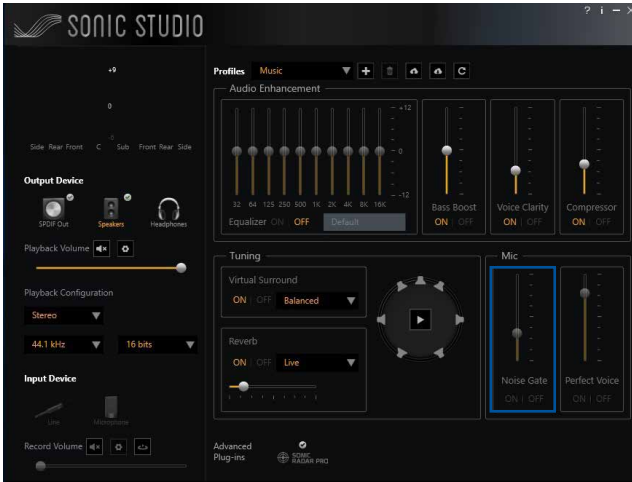 SONIC STUDIO
? i
+9
0
Side Rear Front C Sub Front Rear Side
Output Device
SPDIF Out Speakers Headphones
Playback Volume
Playback Configuration
Stereo
44.1 kHz 16 bits
Input Device
Line Microphone
Record Volume
Profiles Music
Audio Enhancement
+12
0
-12
32 64 125 250 500 1K 2K 4K 8K 16K
Equalizer ON | OFF Default
Bass Boost
ON | OFF
Voice Clarity
ON | OFF
Compressor
ON | OFF
Tuning
Virtual Surround
ON | OFF Balanced
Reverb
ON | OFF Live
Mic
Noise Gate
ON | OFF
Perfect Voice
ON | OFF
Advanced
Plug-ins
SONIC
RADAR PRO